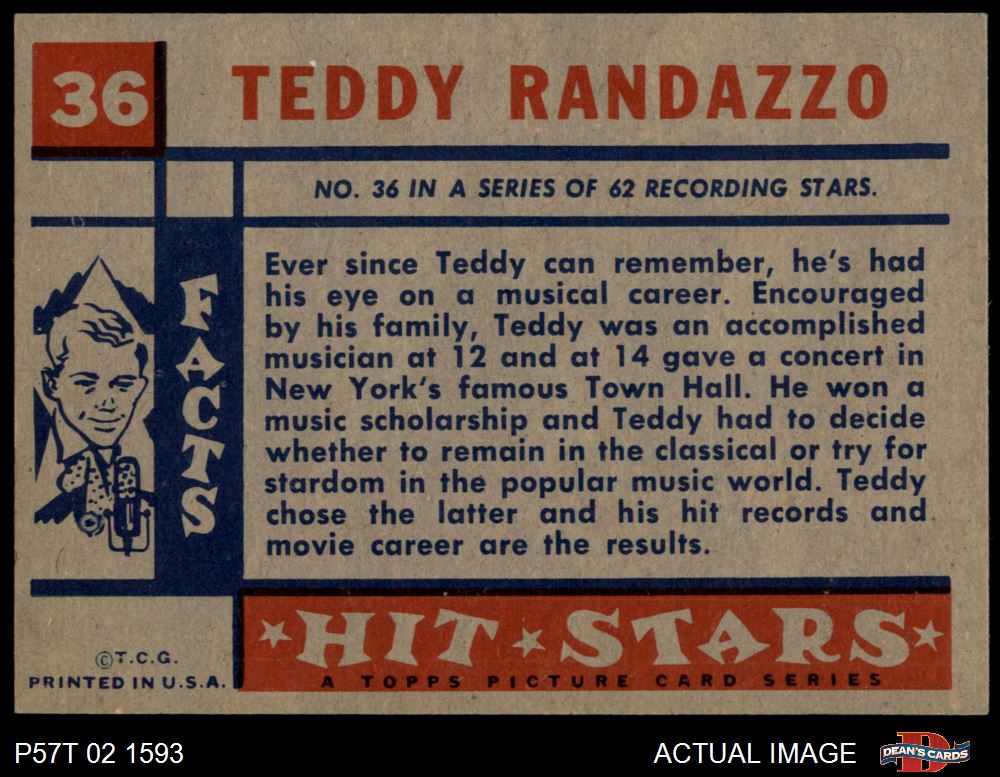 36
TEDDY RANDAZZO
NO. 36 IN A SERIES OF 62 RECORDING STARS.
FACTS
Ever since Teddy can remember, he's had
his eye on a musical career. Encouraged
by his family, Teddy was an accomplished
musician at 12 and at 14 gave a concert in
New York's famous Town Hall. He won a
music scholarship and Teddy had to decide
whether to remain in the classical or try for
stardom in the popular music world. Teddy
chose the latter and his hit records and
movie career are the results.
HIT STARS
A TOPPS PICTURE CARD SERIES
©T.C.G.
PRINTED IN U.S.A.
P57T 02 1593
ACTUAL IMAGE
DEAN'S CARDS